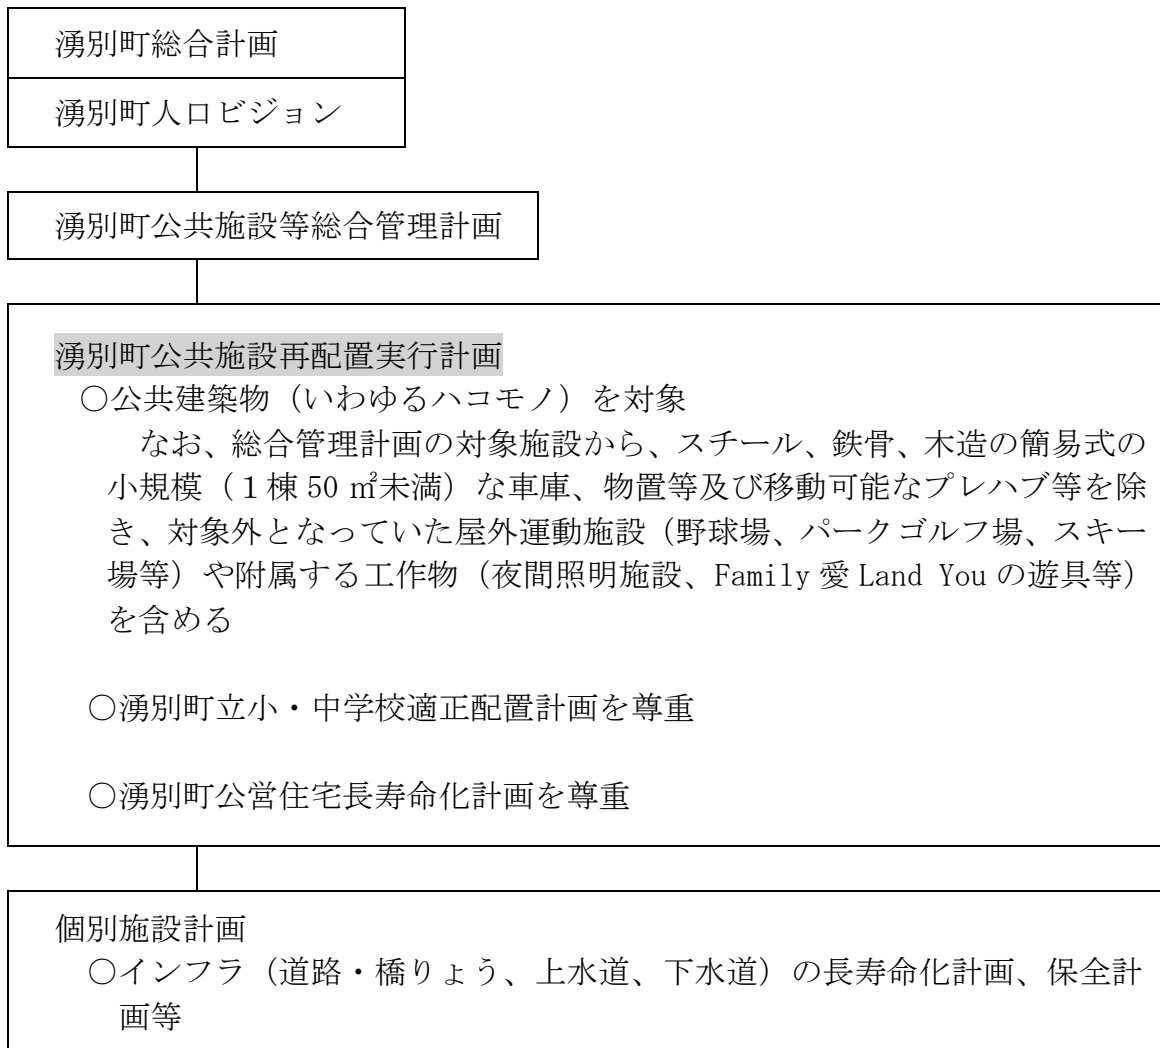 湧別町総合計画
湧別町人口ビジョン
湧別町公共施設等総合管理計画
湧別町公共施設再配置実行計画
○公共建築物（いわゆるハコモノ）を対象
なお、総合管理計画の対象施設から、スチール、鉄骨、木造の簡易式の
小規模（１棟 50 ㎡未満）な車庫、物置等及び移動可能なプレハブ等を除
き、対象外となっていた屋外運動施設（野球場、パークゴルフ場、スキー
場等）や附属する工作物（夜間照明施設、Family 愛 Land You の遊具等）
を含める
○湧別町立小・中学校適正配置計画を尊重
○湧別町公営住宅長寿命化計画を尊重
個別施設計画
○インフラ（道路・橋りょう、上水道、下水道）の長寿命化計画、保全計
画等